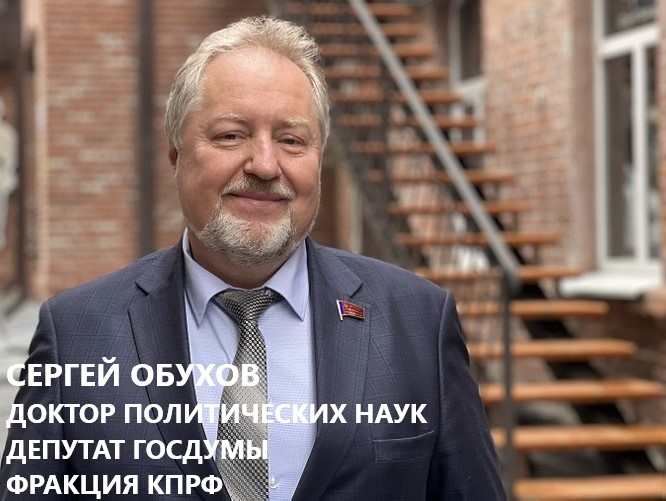 СЕРГЕЙ ОБУХОВ
ДОКТОР ПОЛИТИЧЕСКИХ НАУК
ДЕПУТАТ ГОСДУМЫ
ФРАКЦИЯ КПРФ